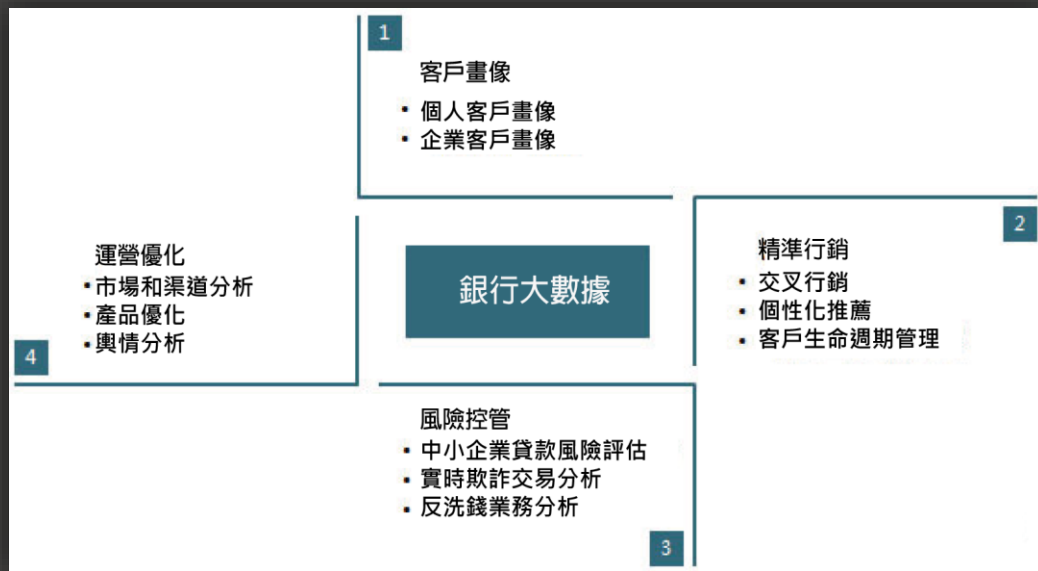 1
客戶畫像
• 個人客戶畫像
• 企業客戶畫像
2
精準行銷
• 交叉行銷
• 個性化推薦
• 客戶生命週期管理
銀行大數據
風險控管
• 中小企業貸款風險評估
• 實時欺詐交易分析
• 反洗錢業務分析
3
運營優化
• 市場和渠道分析
• 產品優化
• 輿情分析
4